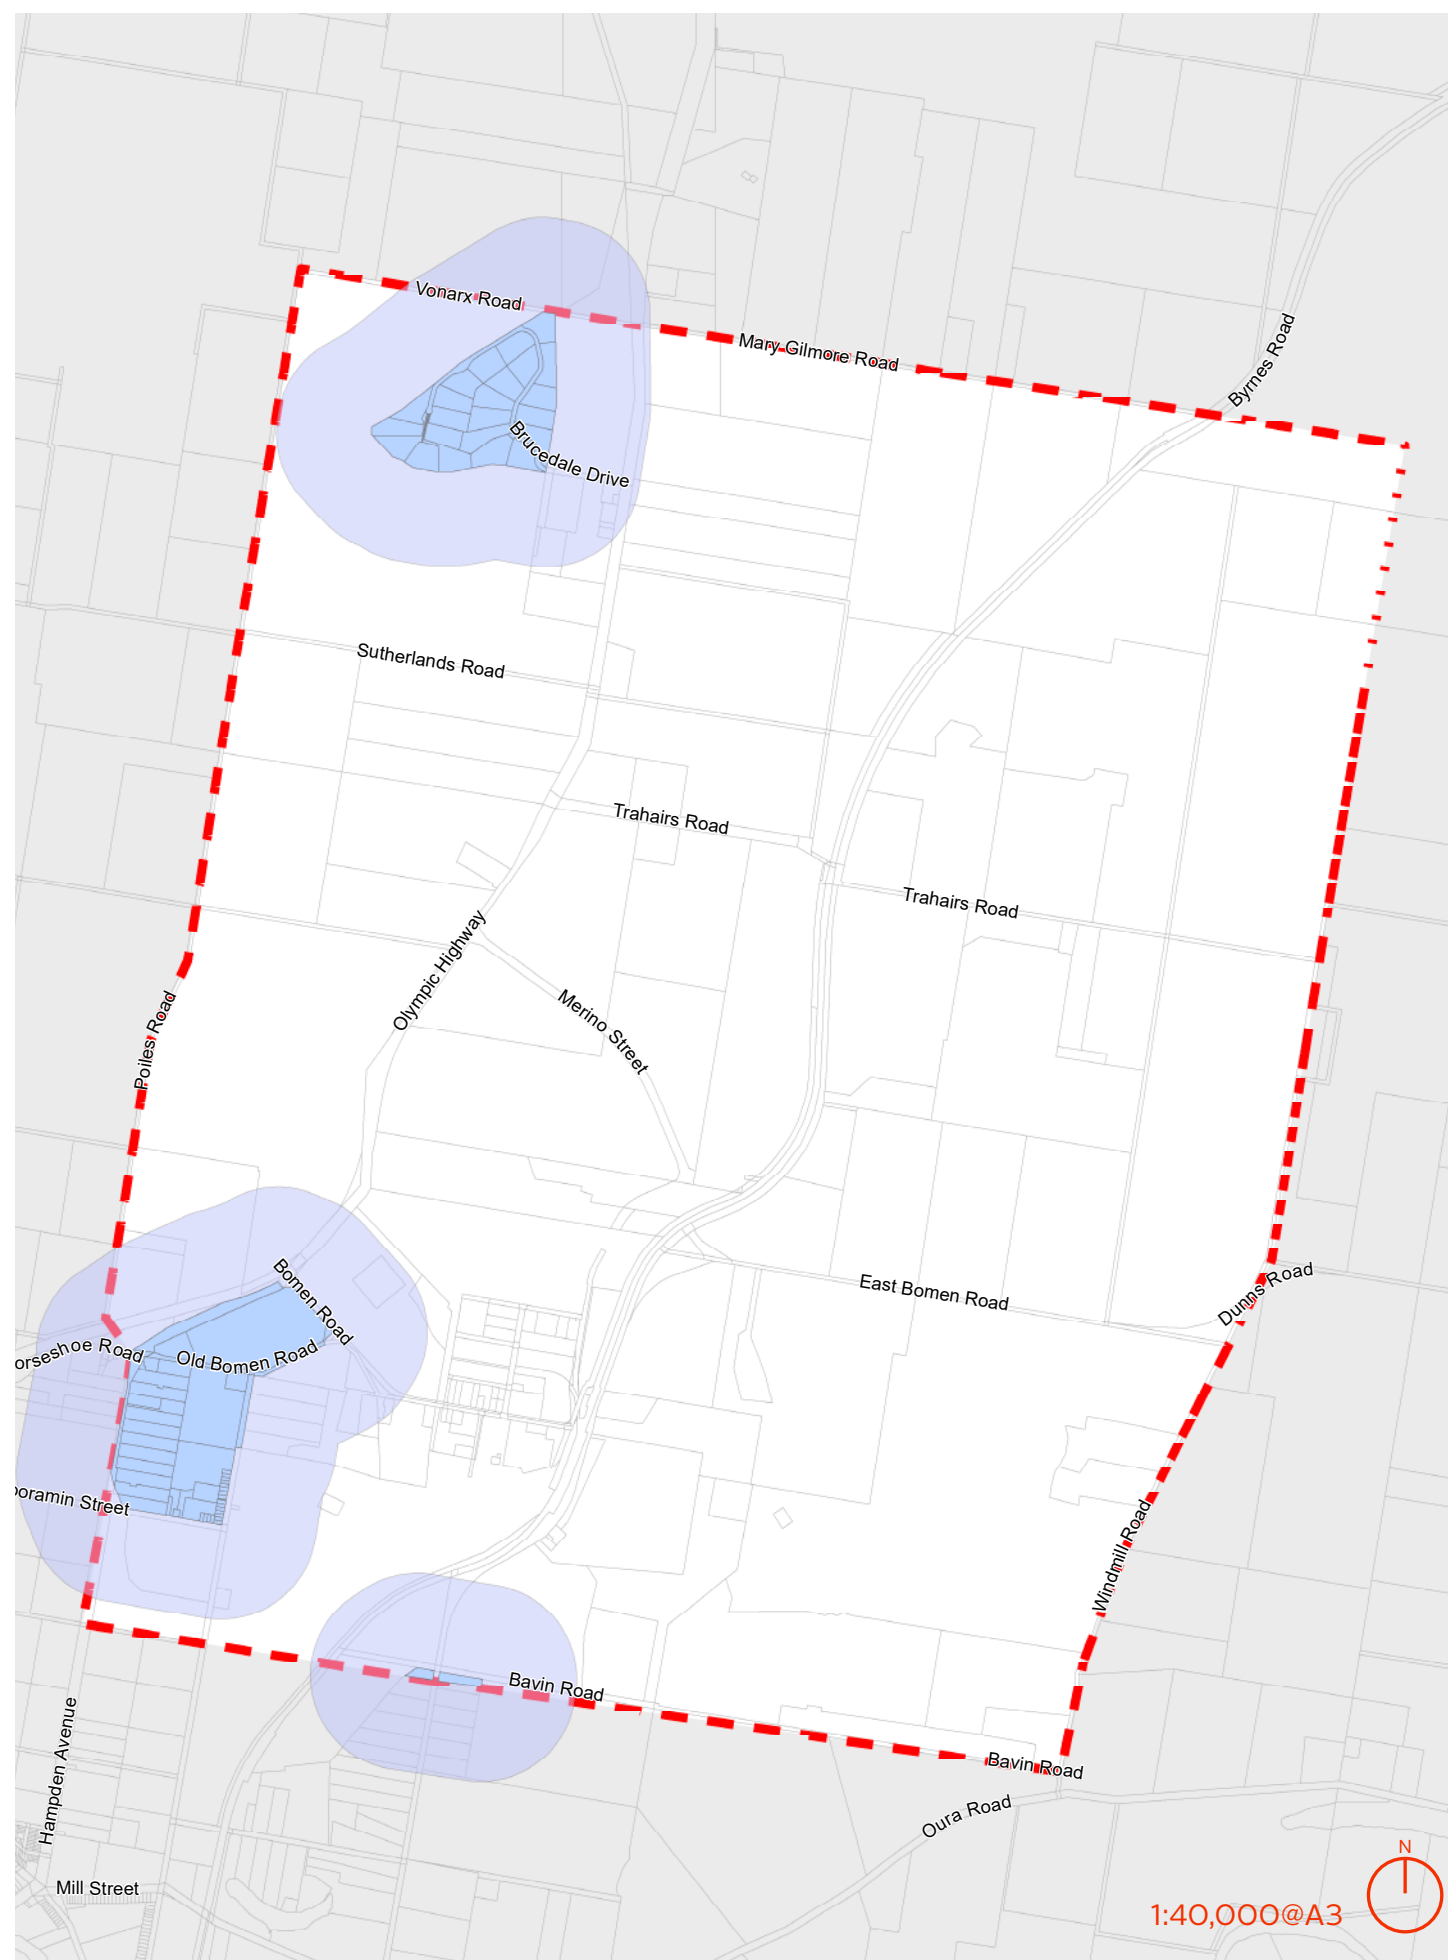 Vonarx Road
Mary Gilmore Road
Byrnes Road
Brucedale Drive
Sutherlands Road
Trahairs Road
Trahairs Road
Olympic Highway
Merino Street
Poiles Road
Bomen Road
East Bomen Road
Dunns Road
orseshoe Road
Old Bomen Road
ooramin Street
Windmill Road
Bavin Road
Bavin Road
Hampden Avenue
Oura Road
Mill Street
N
1:40,000@A3